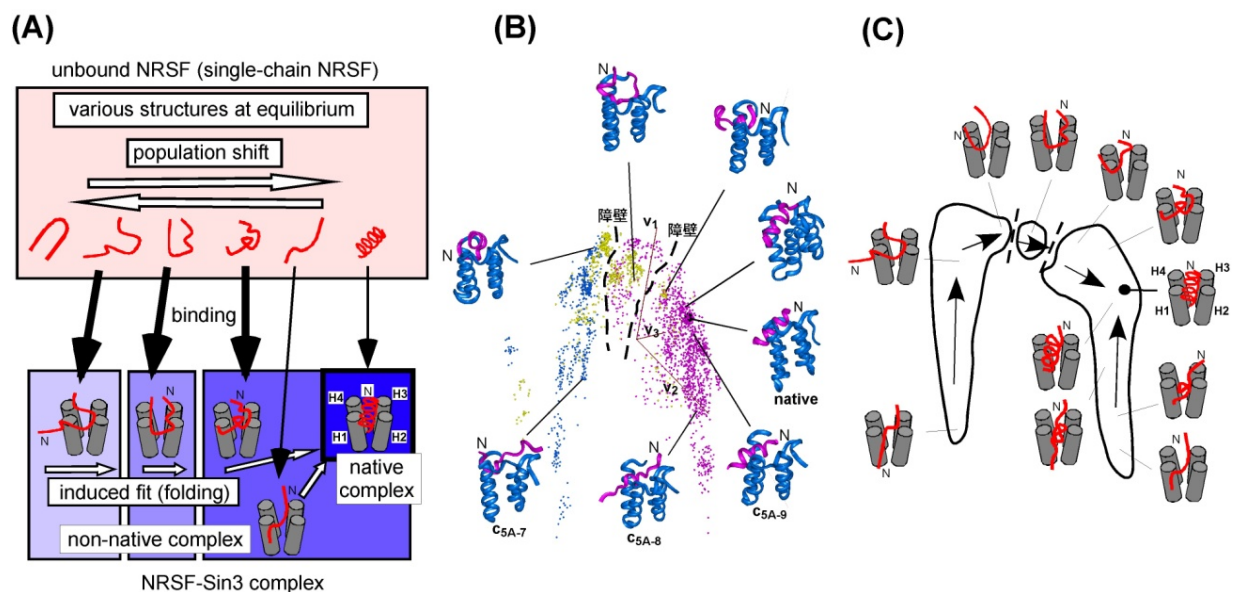 (A)
unbound NRSF (single-chain NRSF)
various structures at equilibrium
population shift
binding
N
N
N
N
N
H4
H3
H1
H2
native
complex
induced fit (folding)
N
non-native complex
NRSF-Sin3 complex
(B)
N
N
障壁
v1
障壁
N
N
N
v3
v2
native
N
N
N
c5A-7
c5A-8
c5A-9
(C)
N
N
N
N
N
N
H4
H3
H1
H2
N
N
N
N
N